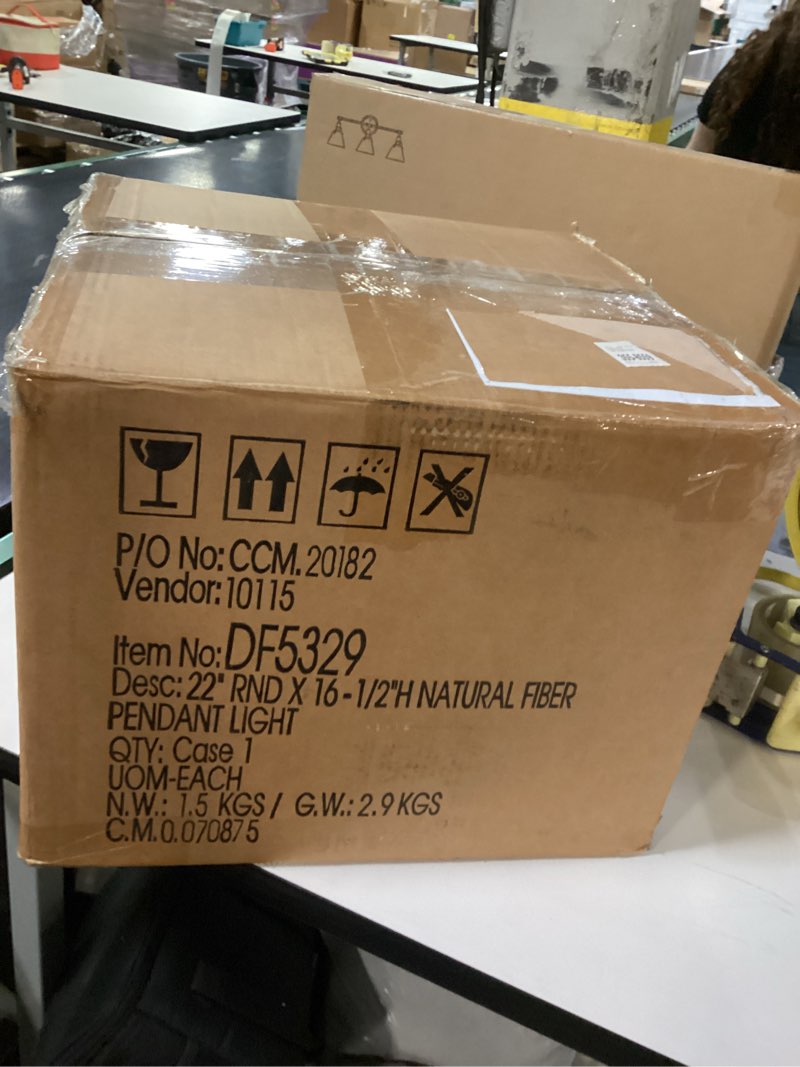 P/O No: CCM. 20182
Vendor: 10115
Item No: DF5329
Desc: 22" RND X 16-1/2"H NATURAL FIBER
PENDANT LIGHT
QTY: Case 1
UOM-EACH
N.W.: 1.5 KGS / G.W.: 2.9 KGS
C.M.0.070875